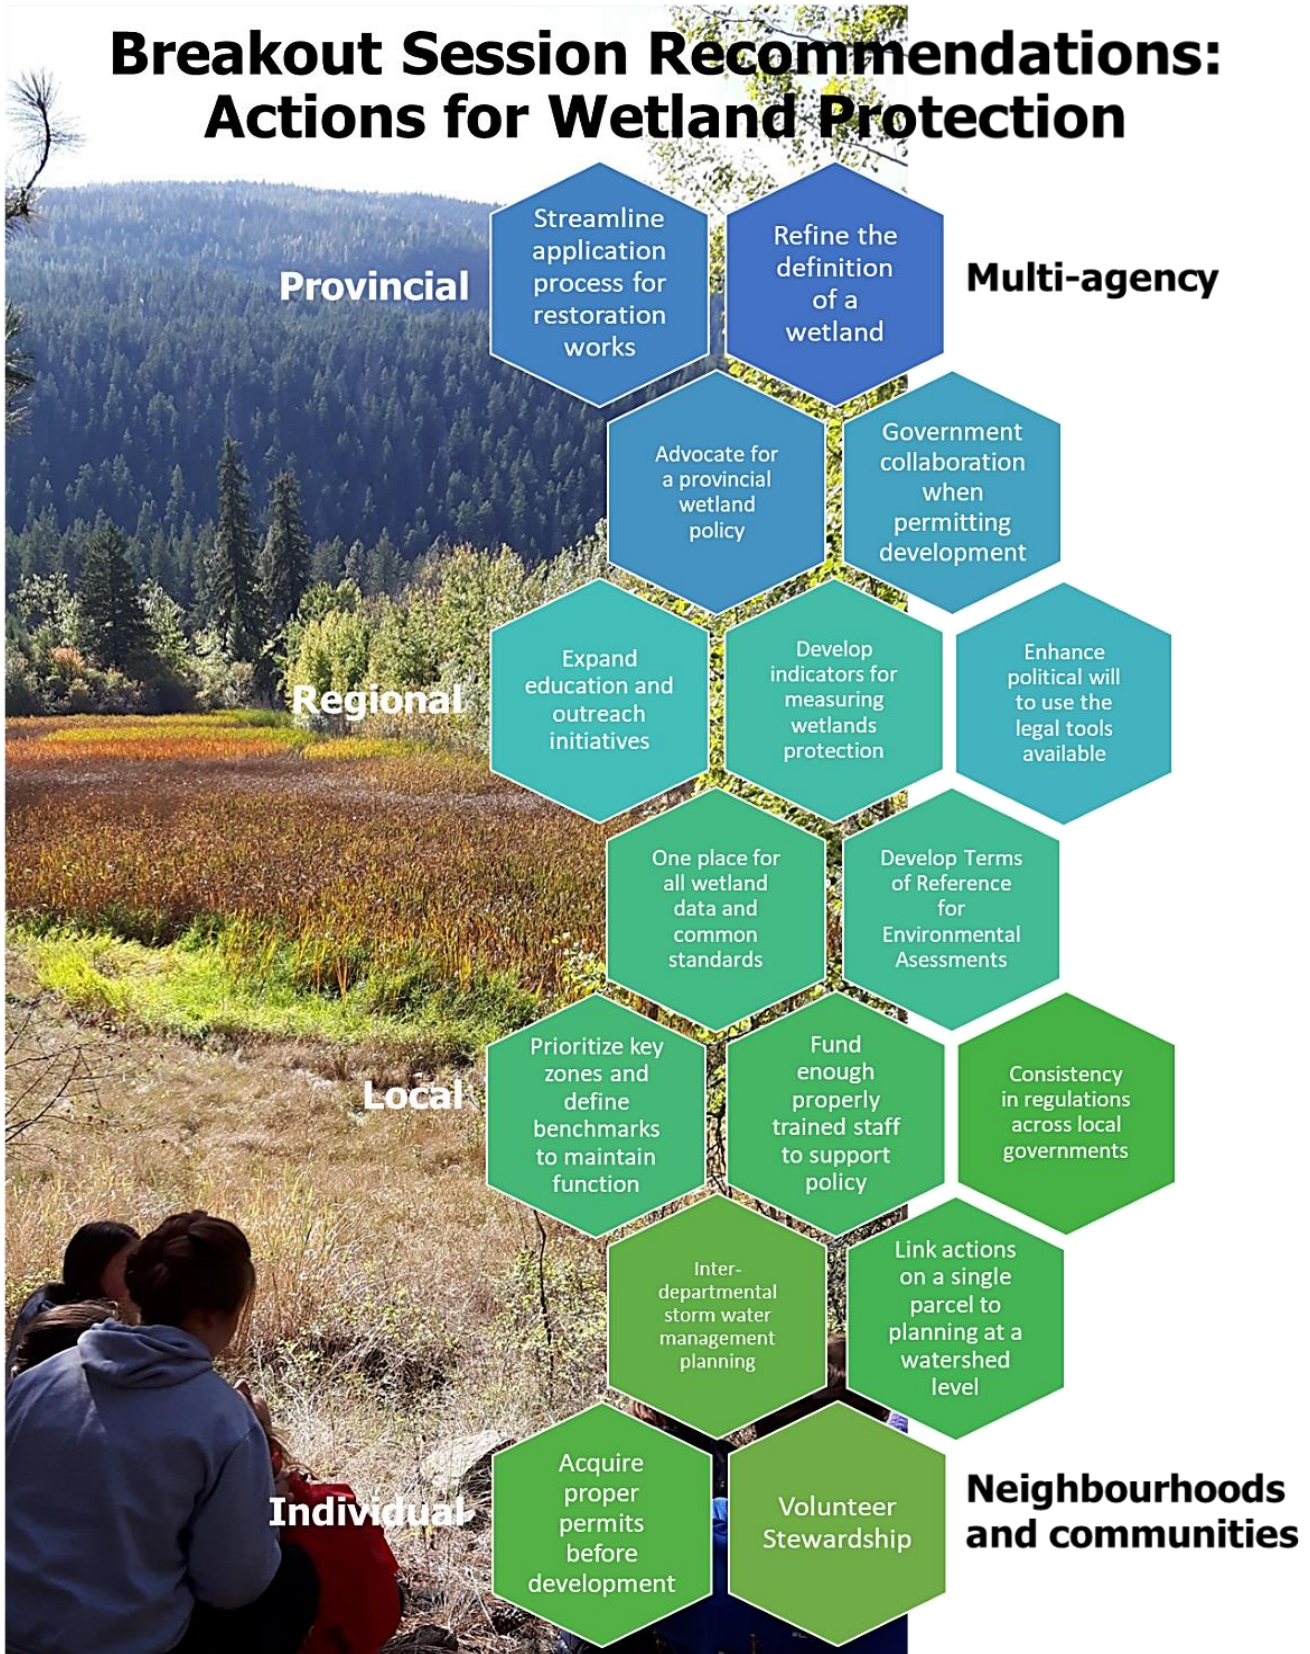 Breakout Session Recommendations:
Actions for Wetland Protection
Provincial
Streamline
application
process for
restoration
works
Refine the
definition
of a
wetland
Multi-agency
Advocate for
a provincial
wetland
policy
Government
collaboration
when
permitting
development
Regional
Expand
education and
outreach
initiatives
Develop
indicators for
measuring
wetlands
protection
Enhance
political will
to use the
legal tools
available
One place for
all wetland
data and
common
standards
Develop Terms
of Reference
for
Environmental
Asessments
Local
Prioritize key
zones and
define
benchmarks
to maintain
function
Fund
enough
properly
trained staff
to support
policy
Consistency
in regulations
across local
governments
Inter-
departmental
storm water
management
planning
Link actions
on a single
parcel to
planning at a
watershed
level
Individual
Acquire
proper
permits
before
development
Volunteer
Stewardship
Neighbourhoods
and communities